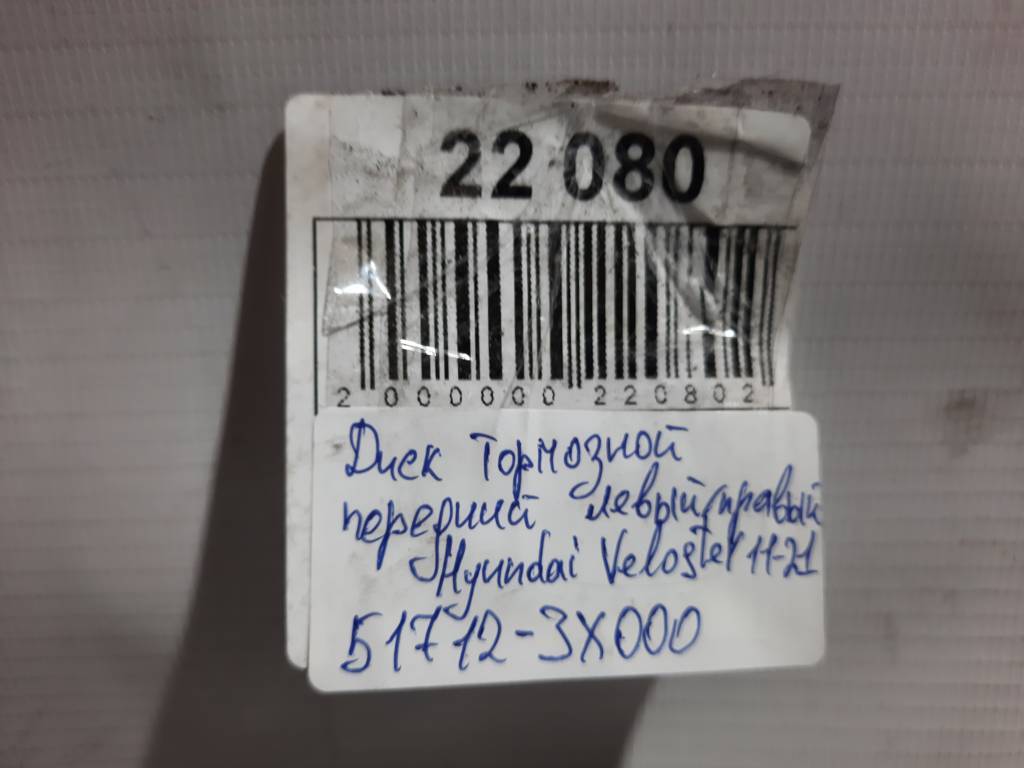 22 080
2 000000 220802
Диск тормозной
передний левый/правый
Hyundai Veloster 11-21
51712-3X000